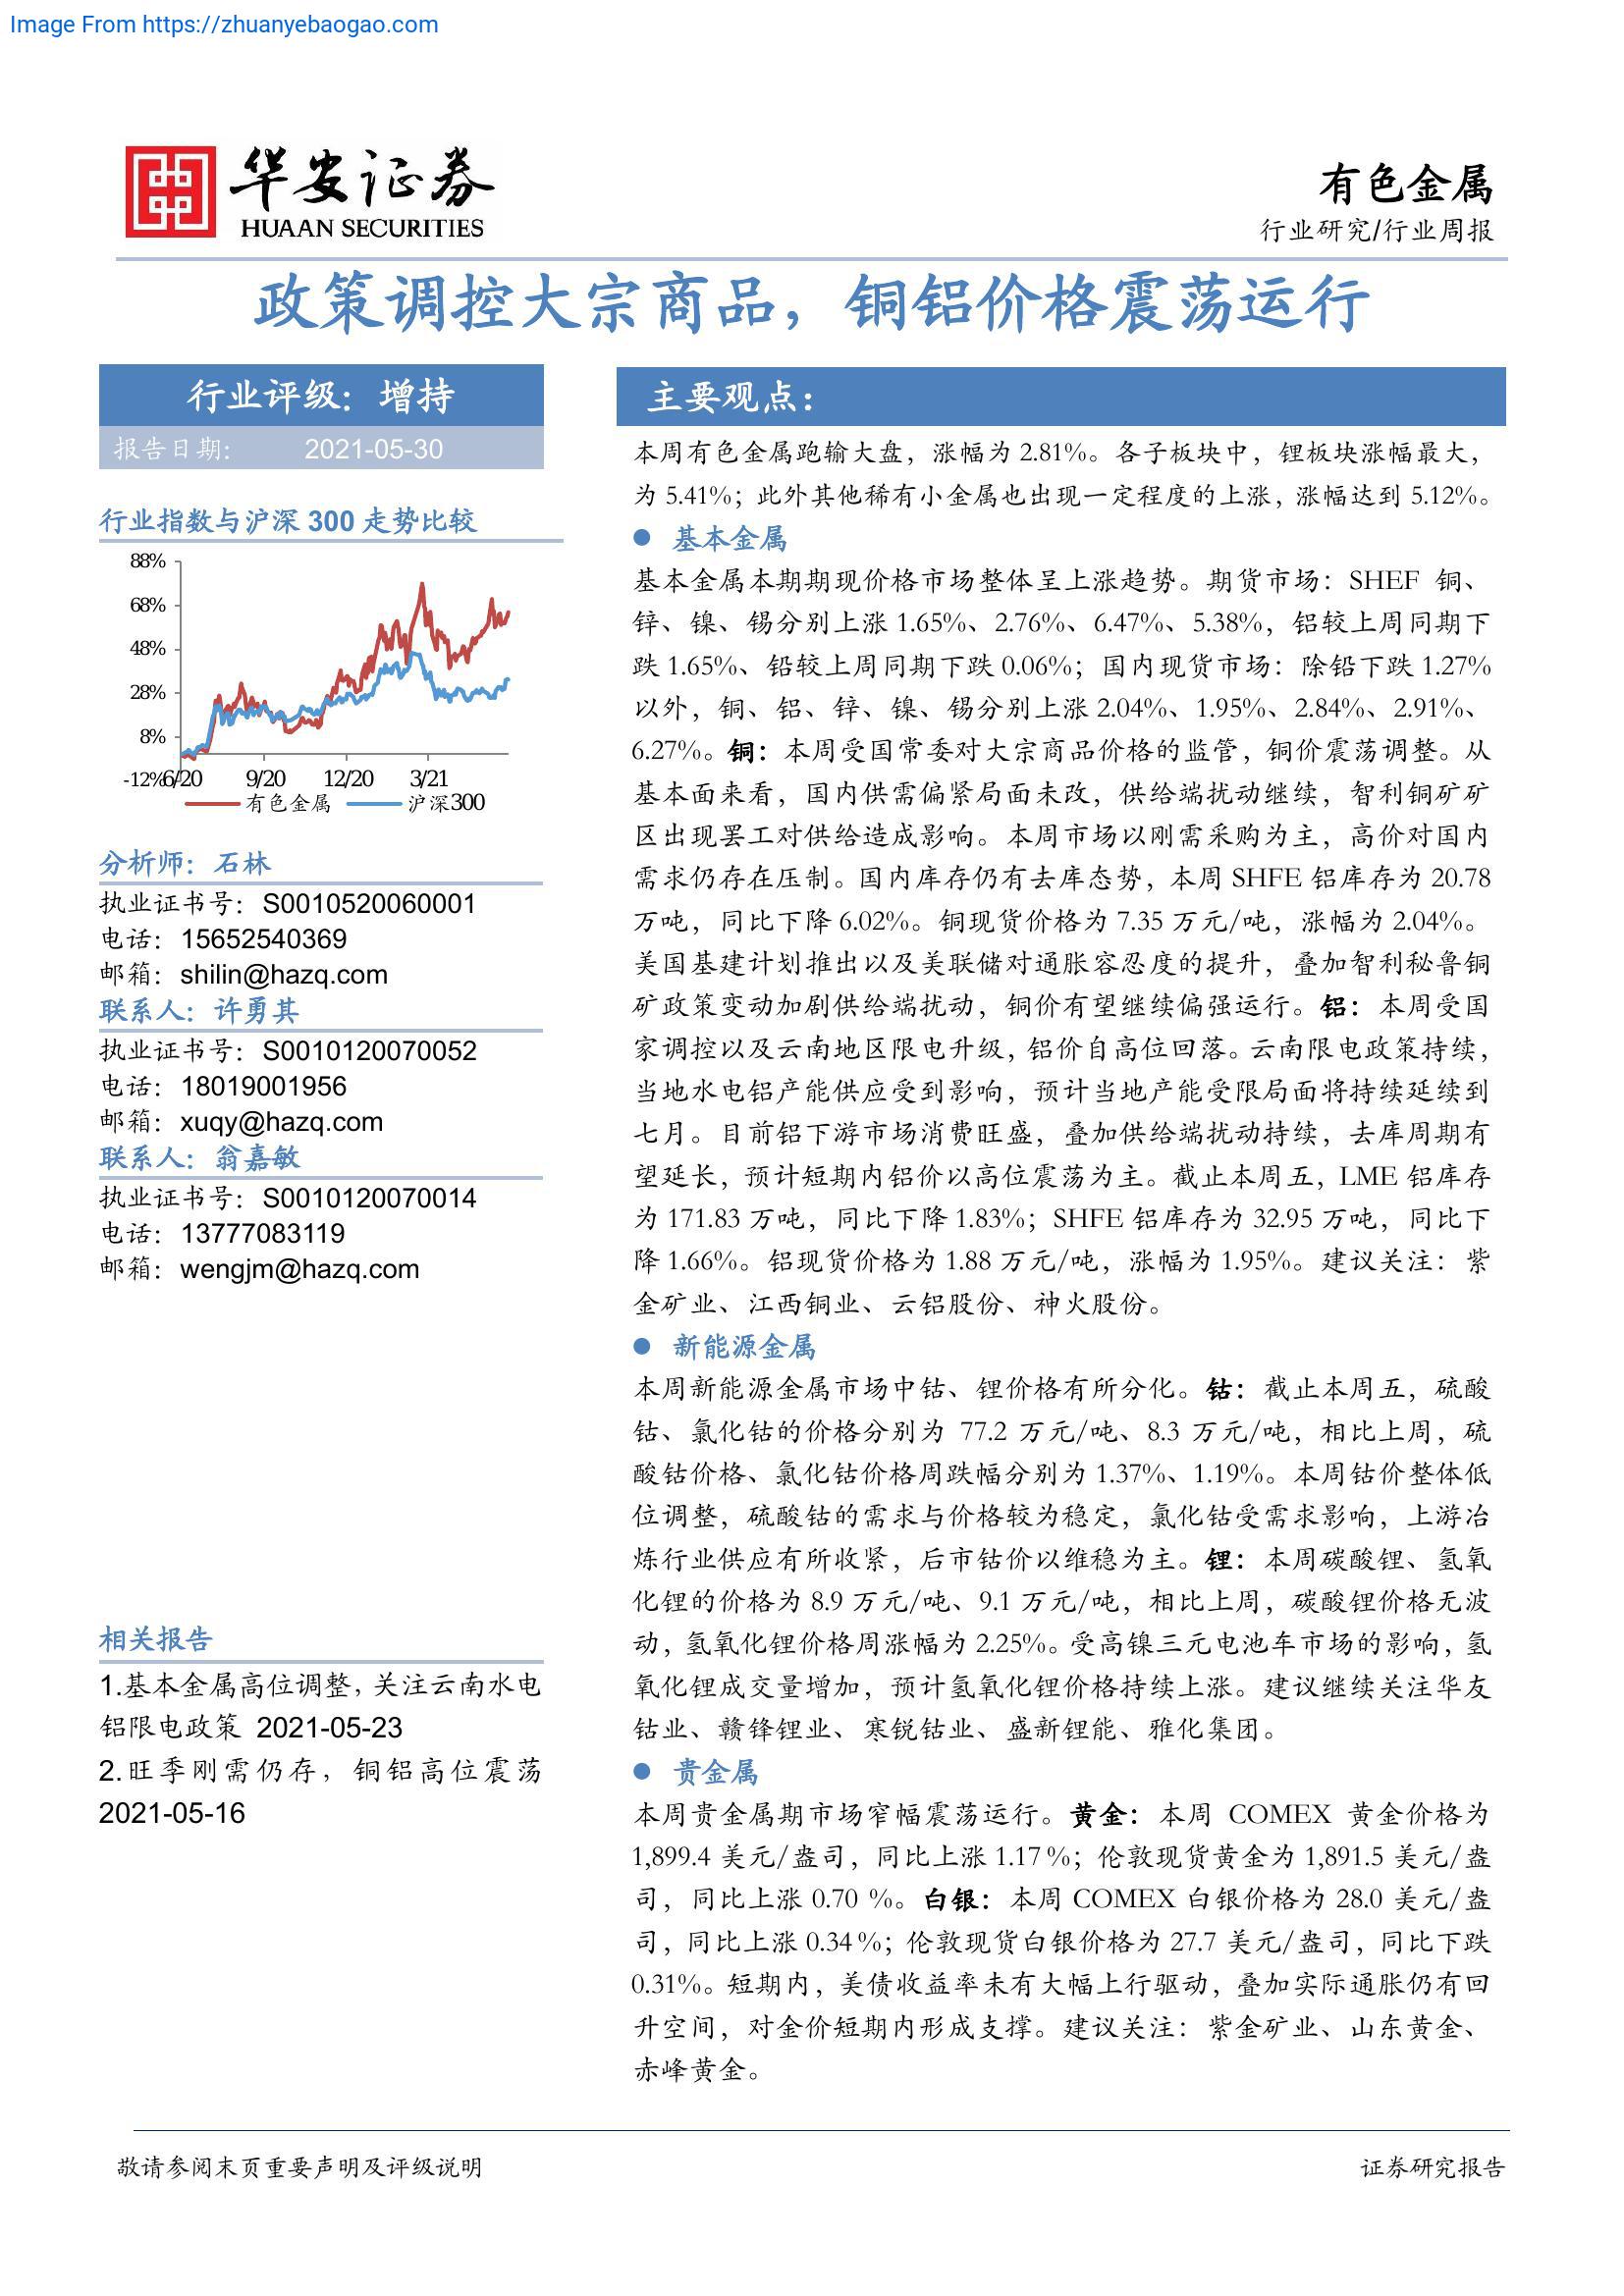 Image From https://zhuanyebaogao.com
华安证券
HUAAN SECURITIES
有色金属
行业研究/行业周报
政策调控大宗商品，铜铝价格震荡运行
行业评级：增持
报告日期： 2021-05-30
行业指数与沪深 300 走势比较
88%
68%
48%
28%
8%
-12%
6/20 9/20 12/20 3/21
有色金属 沪深300
分析师：石林
执业证书号：S0010520060001
电话：15652540369
邮箱：shilin@hazq.com
联系人：许勇其
执业证书号：S0010120070052
电话：18019001956
邮箱：xuqy@hazq.com
联系人：翁嘉敏
执业证书号：S0010120070014
电话：13777083119
邮箱：wengjm@hazq.com
相关报告
1.基本金属高位调整，关注云南水电
铝限电政策 2021-05-23
2.旺季刚需仍存，铜铝高位震荡
2021-05-16
主要观点：
本周有色金属跑输大盘，涨幅为 2.81%。各子板块中，锂板块涨幅最大，
为 5.41%；此外其他稀有小金属也出现一定程度的上涨，涨幅达到 5.12%。
● 基本金属
基本金属本期期现价格市场整体呈上涨趋势。期货市场：SHEF 铜、
锌、镍、锡分别上涨 1.65%、2.76%、6.47%、5.38%，铝较上周同期下
跌 1.65%、铅较上周同期下跌 0.06%；国内现货市场：除铅下跌 1.27%
以外，铜、铝、锌、镍、锡分别上涨 2.04%、1.95%、2.84%、2.91%、
6.27%。铜：本周受国常委对大宗商品价格的监管，铜价震荡调整。从
基本面来看，国内供需偏紧局面未改，供给端扰动继续，智利铜矿矿
区出现罢工对供给造成影响。本周市场以刚需采购为主，高价对国内
需求仍存在压制。国内库存仍有去库态势，本周 SHFE 铝库存为 20.78
万吨，同比下降 6.02%。铜现货价格为 7.35 万元/吨，涨幅为 2.04%。
美国基建计划推出以及美联储对通胀容忍度的提升，叠加智利秘鲁铜
矿政策变动加剧供给端扰动，铜价有望继续偏强运行。铝：本周受国
家调控以及云南地区限电升级，铝价自高位回落。云南限电政策持续，
当地水电铝产能供应受到影响，预计当地产能受限局面将持续延续到
七月。目前铝下游市场消费旺盛，叠加供给端扰动持续，去库周期有
望延长，预计短期内铝价以高位震荡为主。截止本周五，LME 铝库存
为 171.83 万吨，同比下降 1.83%；SHFE 铝库存为 32.95 万吨，同比下
降 1.66%。铝现货价格为 1.88 万元/吨，涨幅为 1.95%。建议关注：紫
金矿业、江西铜业、云铝股份、神火股份。
● 新能源金属
本周新能源金属市场中钴、锂价格有所分化。钴：截止本周五，硫酸
钴、氯化钴的价格分别为 77.2 万元/吨、8.3 万元/吨，相比上周，硫
酸钴价格、氯化钴价格周跌幅分别为 1.37%、1.19%。本周钴价整体低
位调整，硫酸钴的需求与价格较为稳定，氯化钴受需求影响，上游冶
炼行业供应有所收紧，后市钴价以维稳为主。锂：本周碳酸锂、氢氧
化锂的价格为 8.9 万元/吨、9.1 万元/吨，相比上周，碳酸锂价格无波
动，氢氧化锂价格周涨幅为 2.25%。受高镍三元电池车市场的影响，氢
氧化锂成交量增加，预计氢氧化锂价格持续上涨。建议继续关注华友
钴业、赣锋锂业、寒锐钴业、盛新锂能、雅化集团。
● 贵金属
本周贵金属期市场窄幅震荡运行。黄金：本周 COMEX 黄金价格为
1,899.4 美元/盎司，同比上涨 1.17 %；伦敦现货黄金为 1,891.5 美元/盎
司，同比上涨 0.70 %。白银：本周 COMEX 白银价格为 28.0 美元/盎
司，同比上涨 0.34 %；伦敦现货白银价格为 27.7 美元/盎司，同比下跌
0.31%。短期内，美债收益率未有大幅上行驱动，叠加实际通胀仍有回
升空间，对金价短期内形成支撑。建议关注：紫金矿业、山东黄金、
赤峰黄金。
敬请参阅末页重要声明及评级说明
证券研究报告